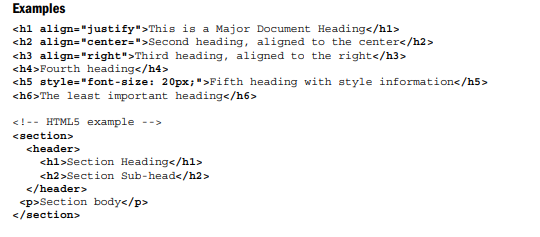 Examples
<h1 align="justify">This is a Major Document Heading</h1>
<h2 align="center=">Second heading, aligned to the center</h2>
<h3 align="right">Third heading, aligned to the right</h3>
<h4>Fourth heading</h4>
<h5 style="font-size: 20px;">Fifth heading with style information</h5>
<h6>The least important heading</h6>

<!-- HTML5 example -->
<section>
  <header>
    <h1>Section Heading</h1>
    <h2>Section Sub-head</h2>
  </header>
 <p>Section body</p>
</section>